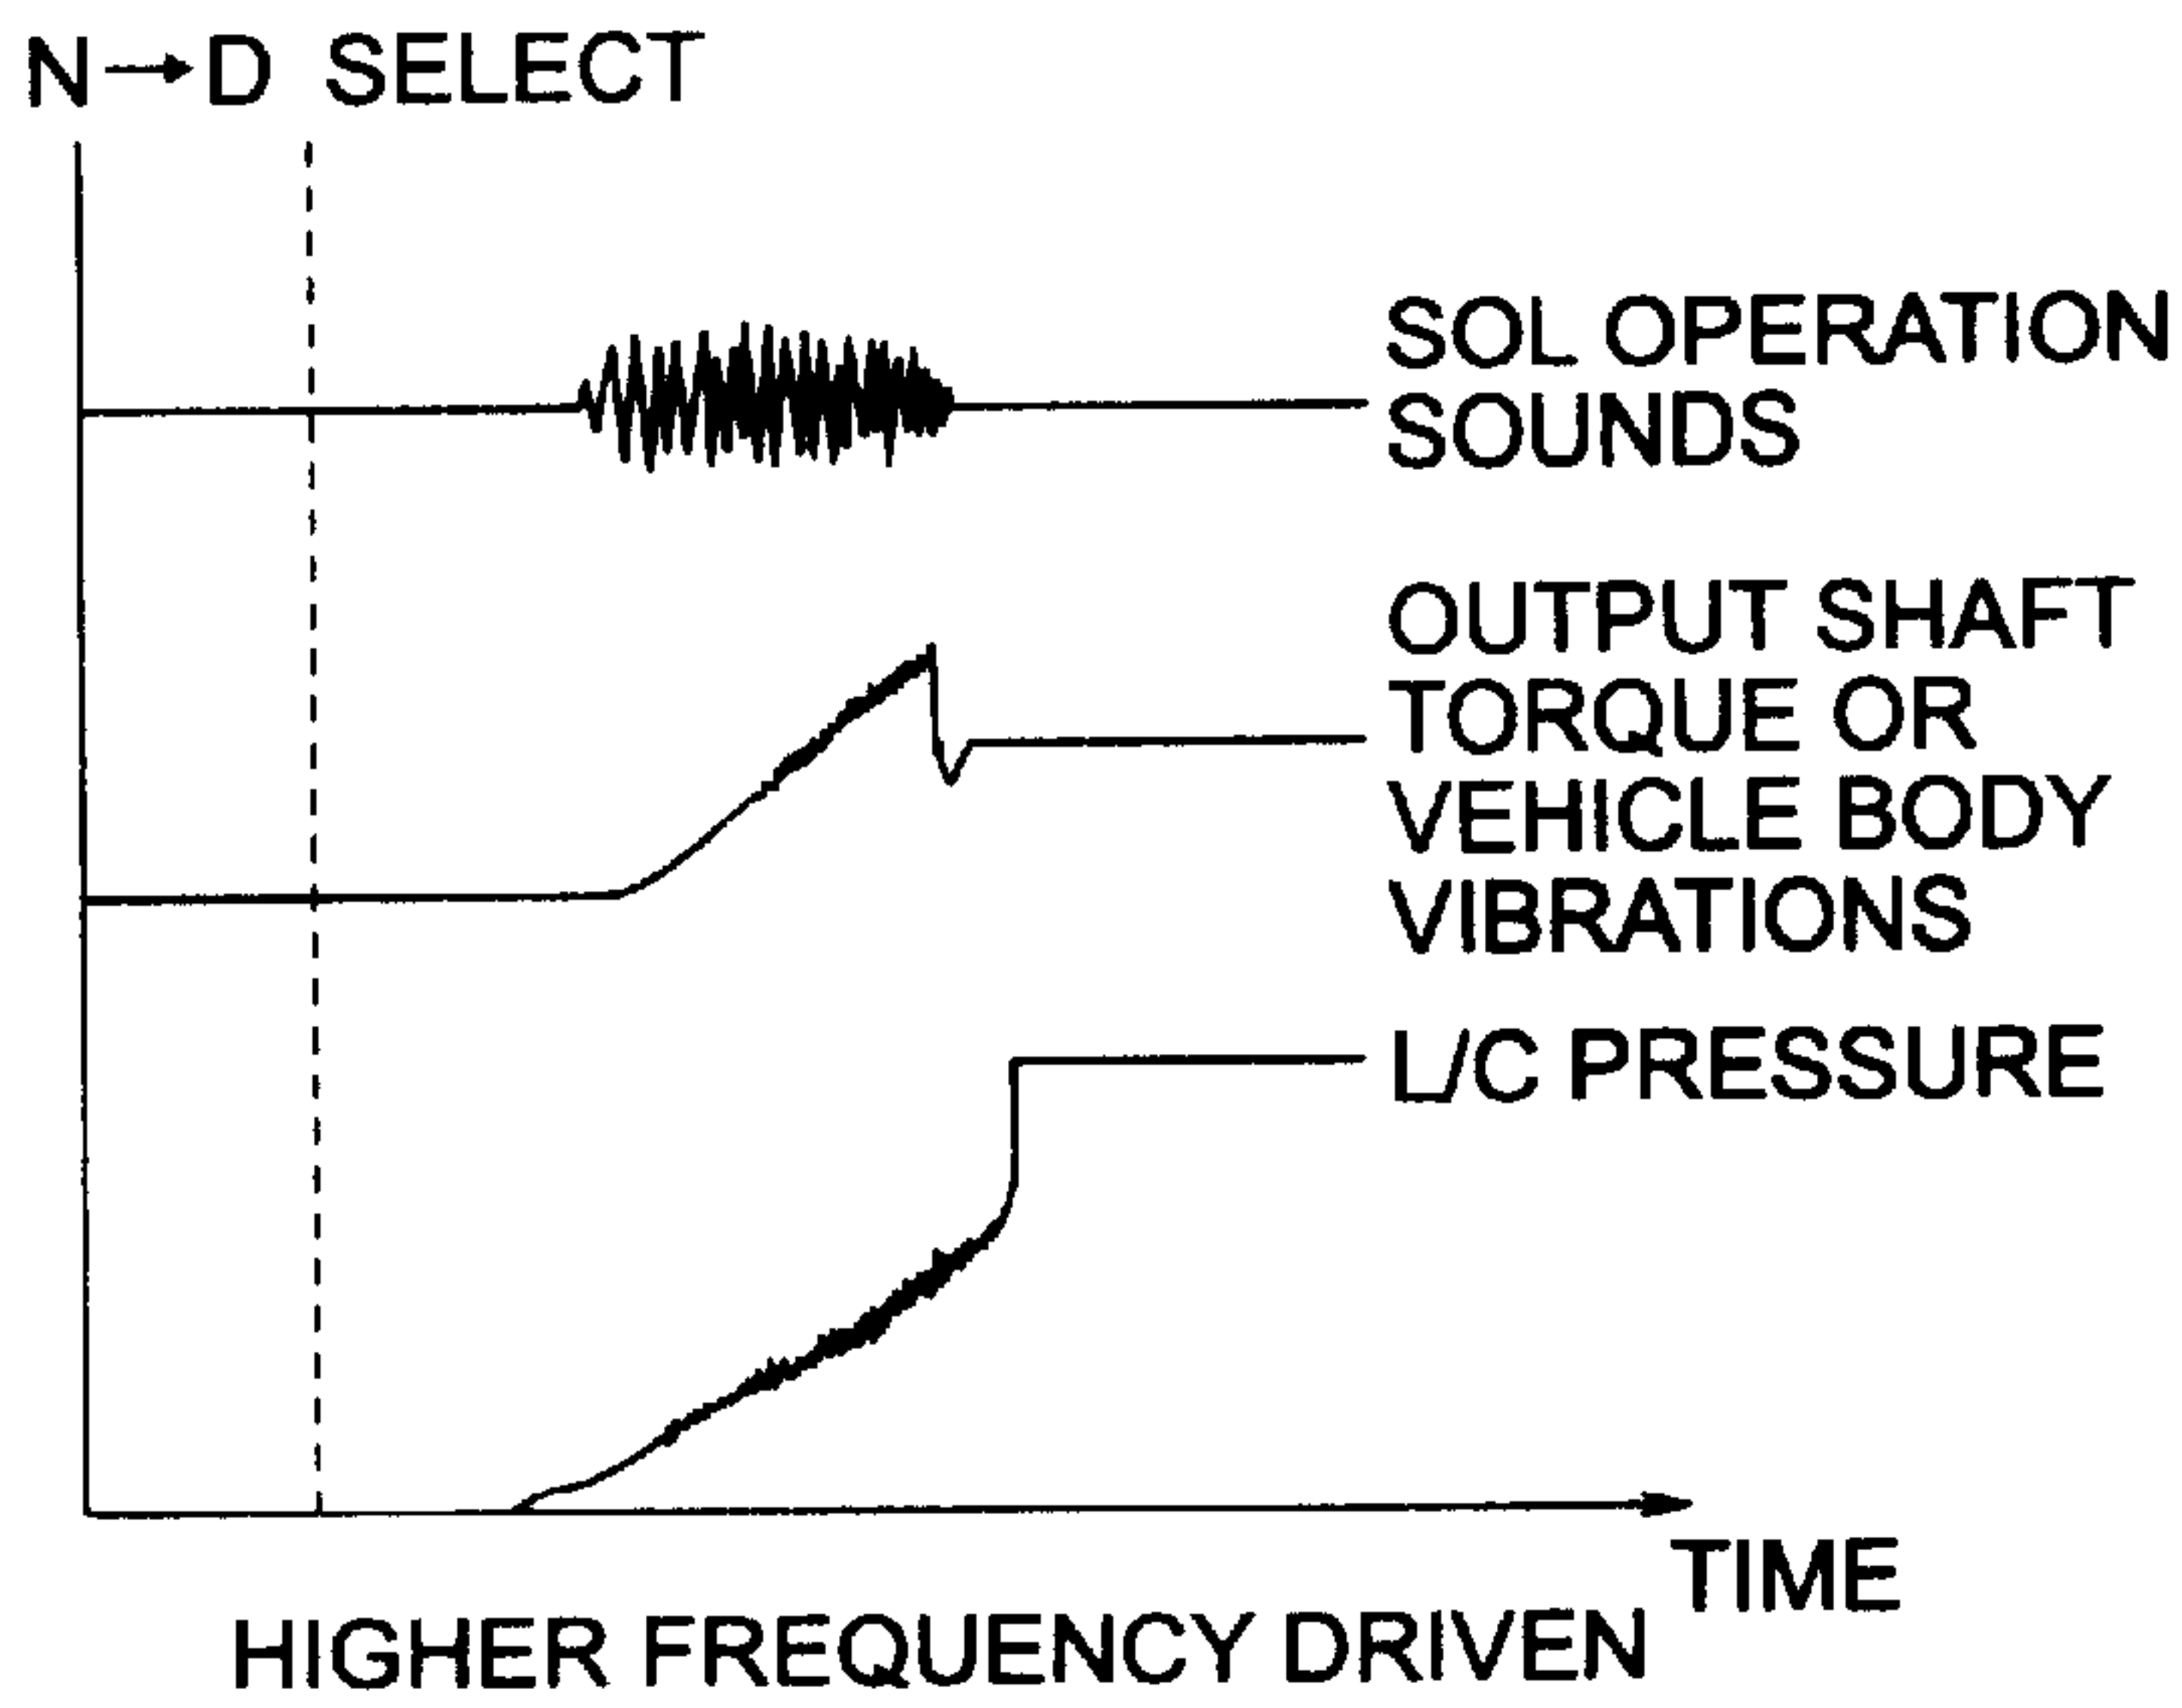 N→D SELECT
SOL OPERATION
SOUNDS
OUTPUT SHAFT
TORQUE OR
VEHICLE BODY
VIBRATIONS
L/C PRESSURE
TIME
HIGHER FREQUENCY DRIVEN